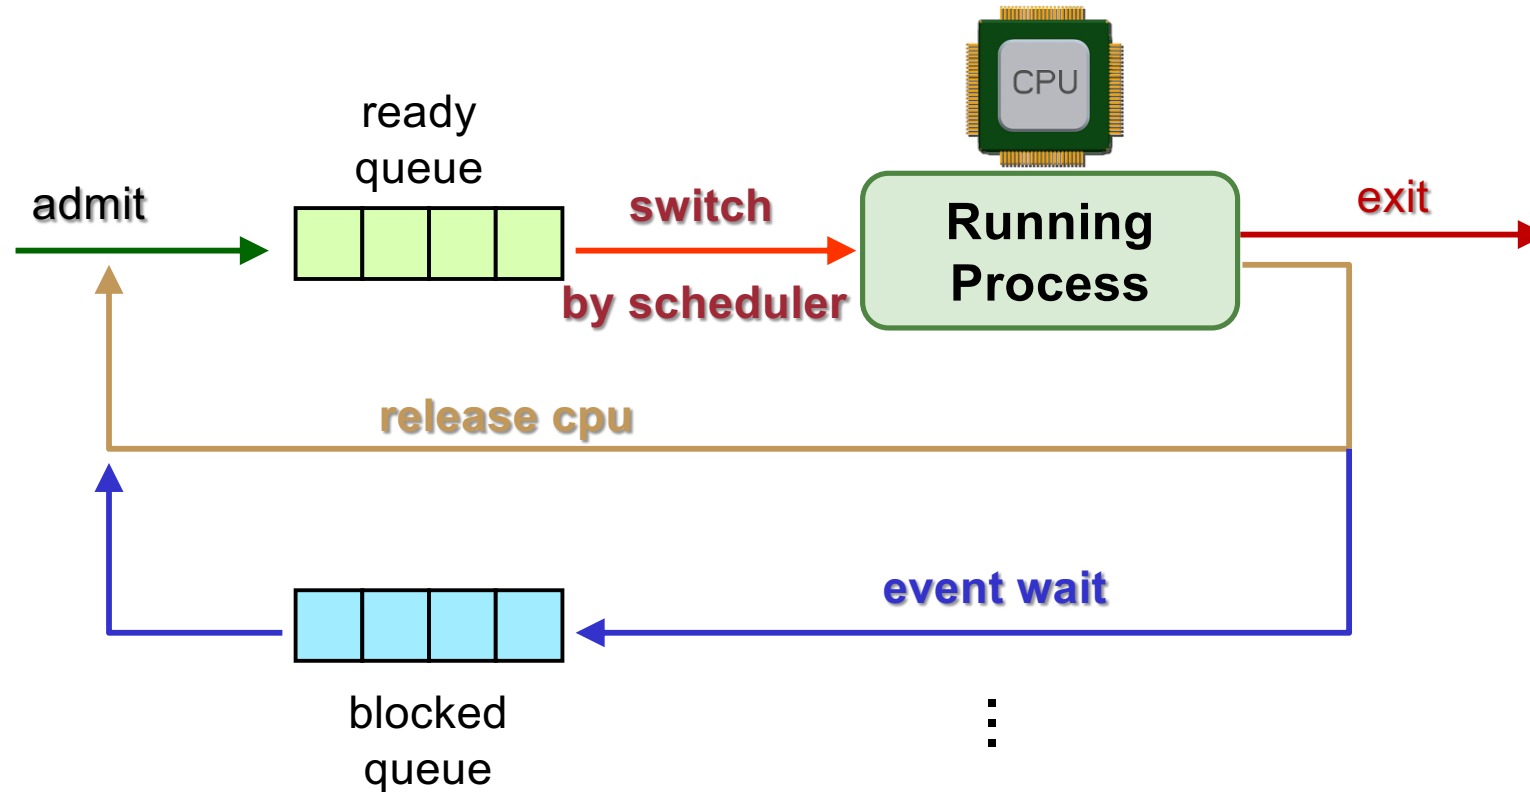 CPU
ready
queue
admit
switch
by scheduler
Running
Process
exit
release cpu
event wait
blocked
queue